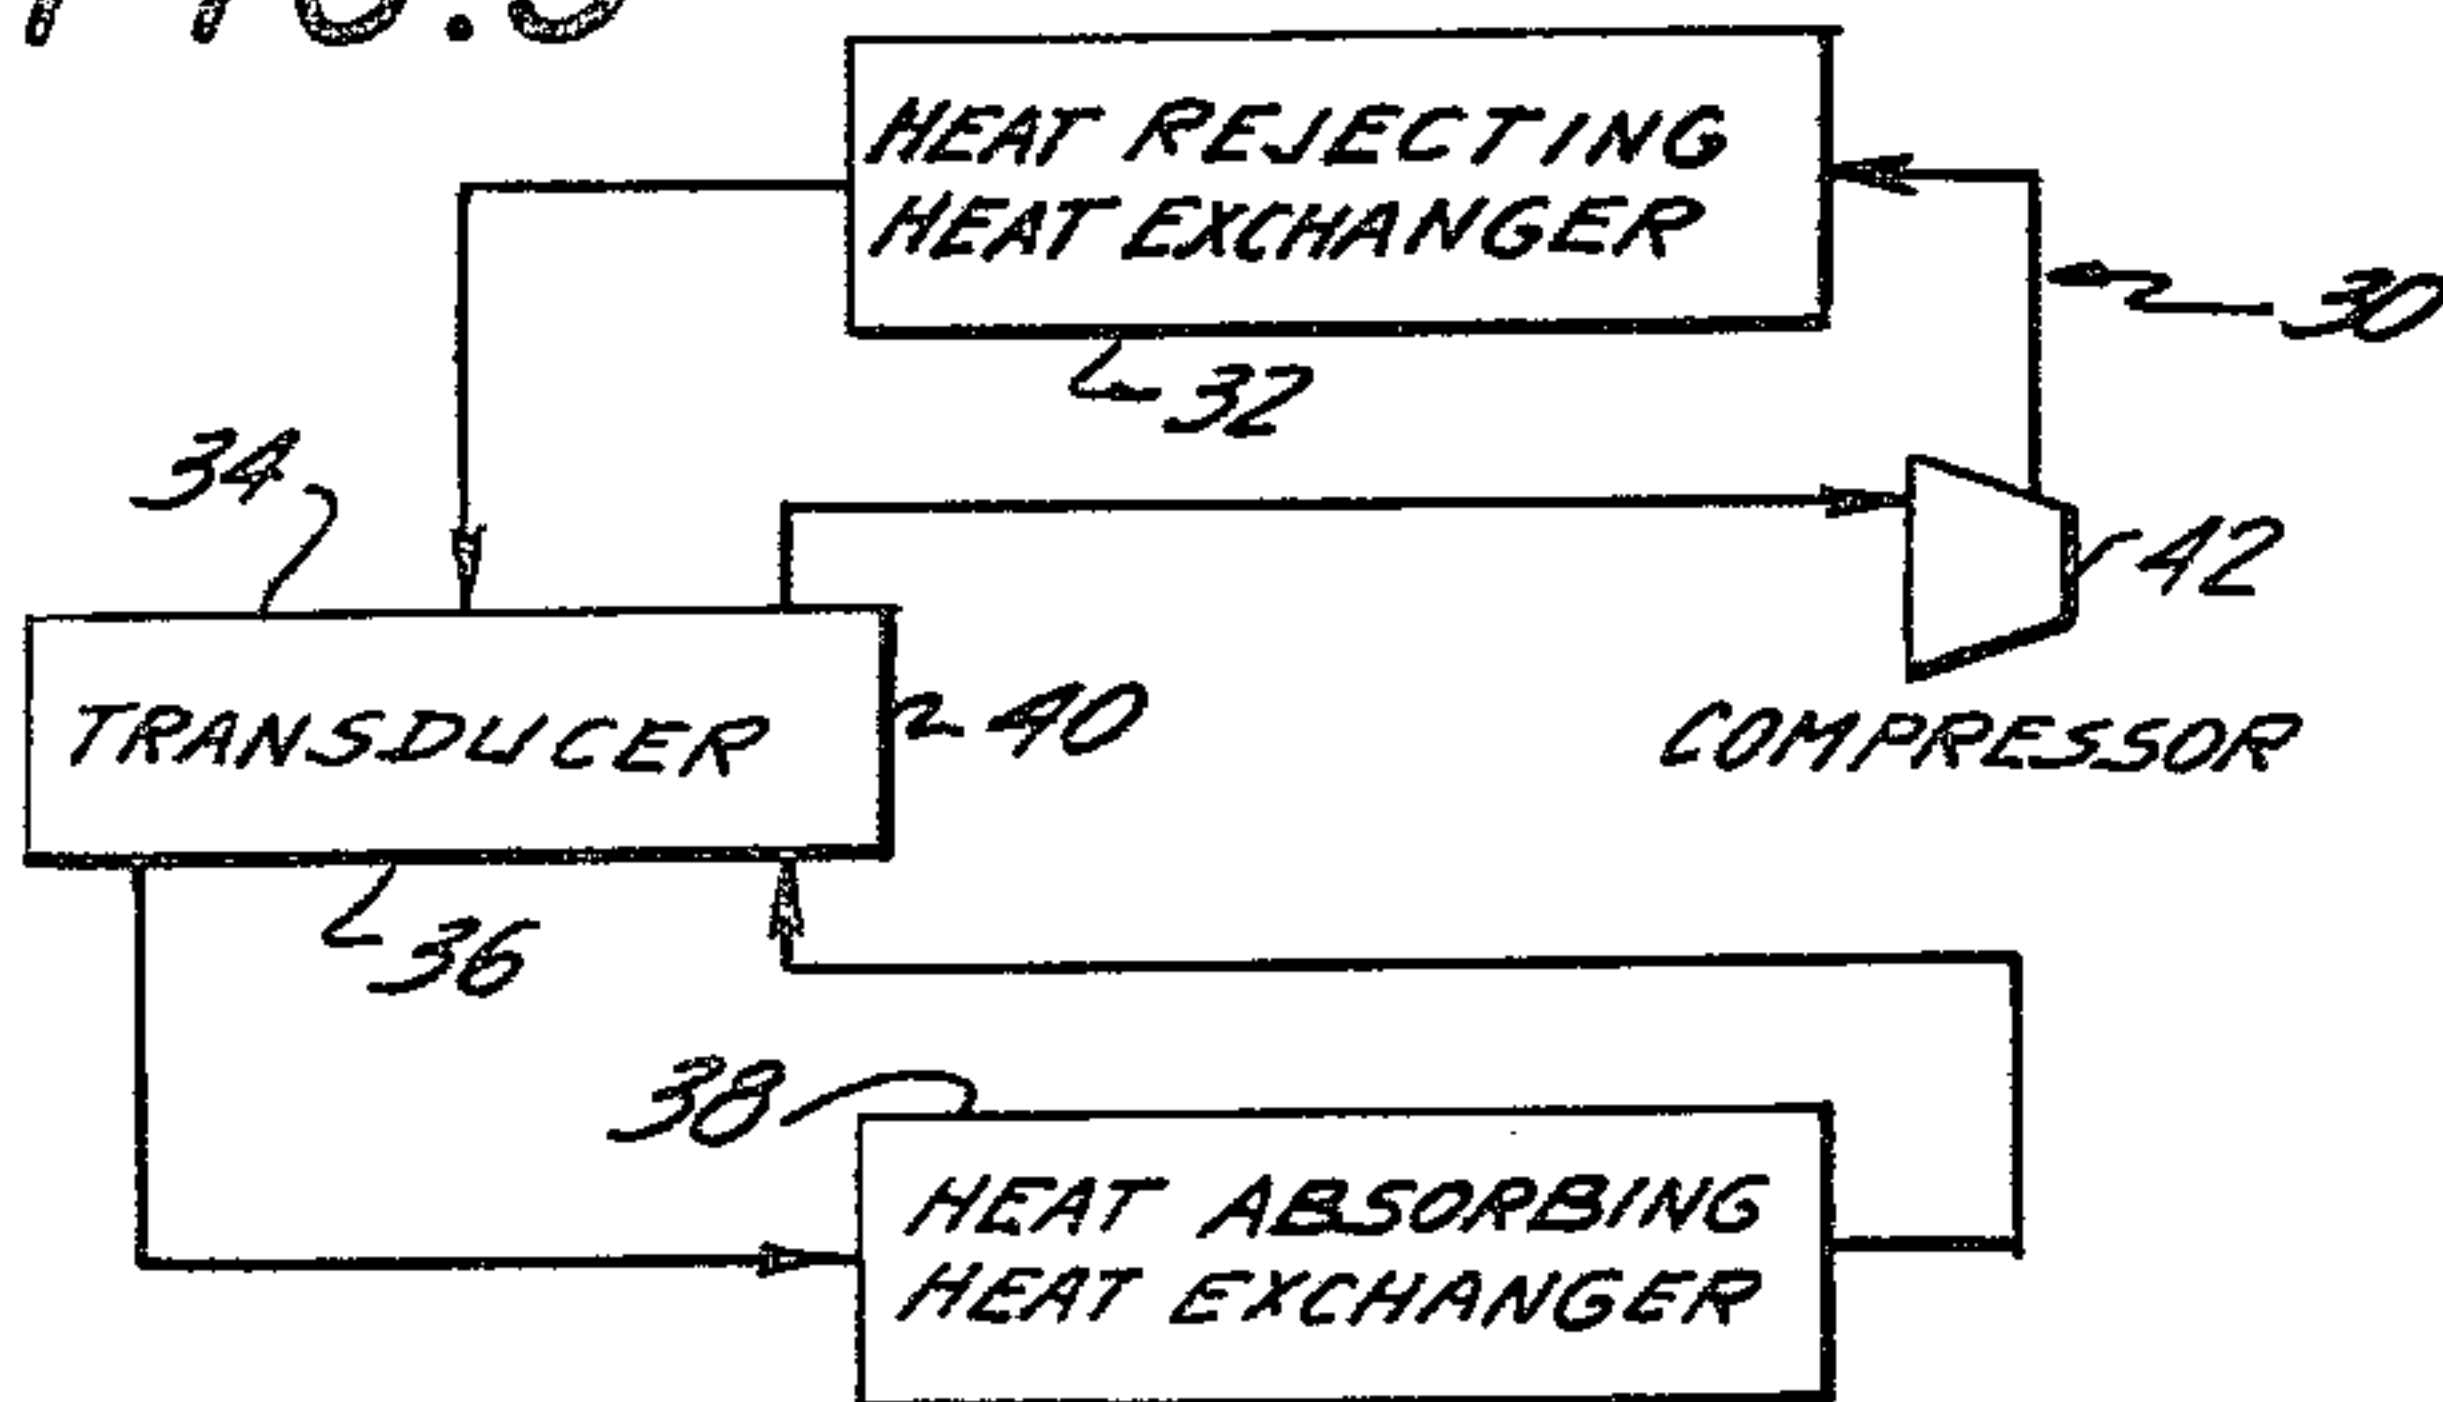 HEAT REJECTING
HEAT EXCHANGER
30
32
34
42
TRANSDUCER
40
COMPRESSOR
36
38
HEAT ABSORBING
HEAT EXCHANGER